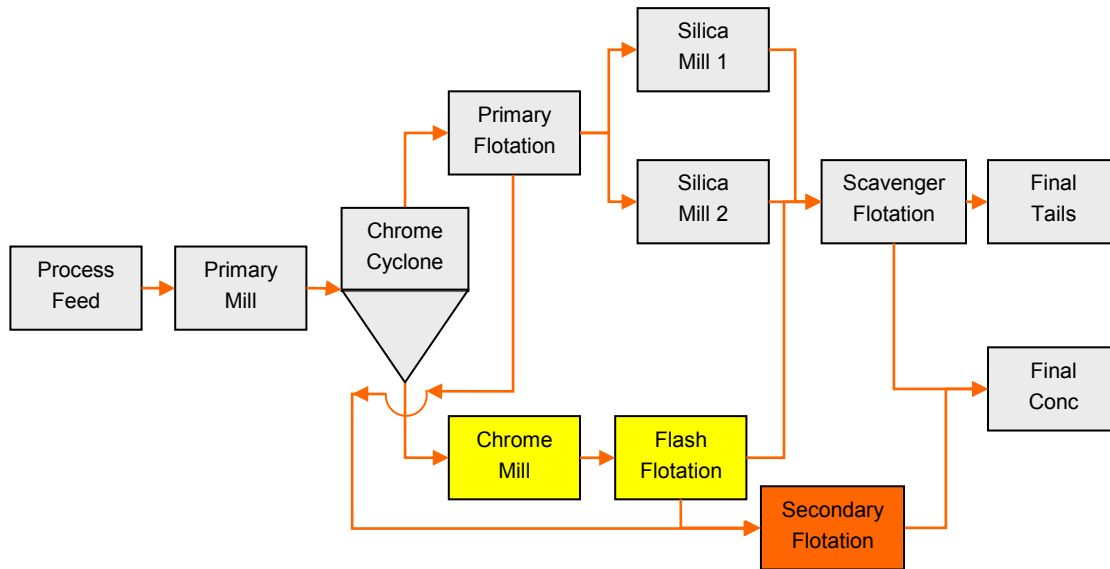 Silica
Mill 1
Primary
Flotation
Silica
Mill 2
Scavenger
Flotation
Final
Tails
Chrome
Cyclone
Process
Feed
Primary
Mill
Final
Conc
Chrome
Mill
Flash
Flotation
Secondary
Flotation